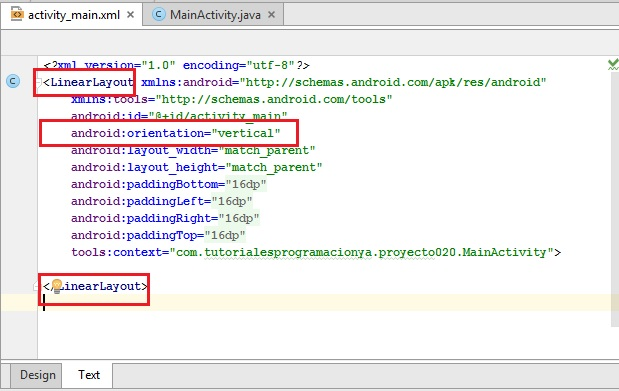 activity_main.xml × MainActivity.java ×
<?xml version="1.0" encoding="utf-8"?>
<LinearLayout xmlns:android="http://schemas.android.com/apk/res/android"
xmlns:tools="http://schemas.android.com/tools"
android:id="@+id/activity_main"
android:orientation="vertical"
android:layout_width="match_parent"
android:layout_height="match_parent"
android:paddingBottom="16dp"
android:paddingLeft="16dp"
android:paddingRight="16dp"
android:paddingTop="16dp"
tools:context="com.tutorialesprogramacionya.proyecto020.MainActivity">
</LinearLayout>
Design Text